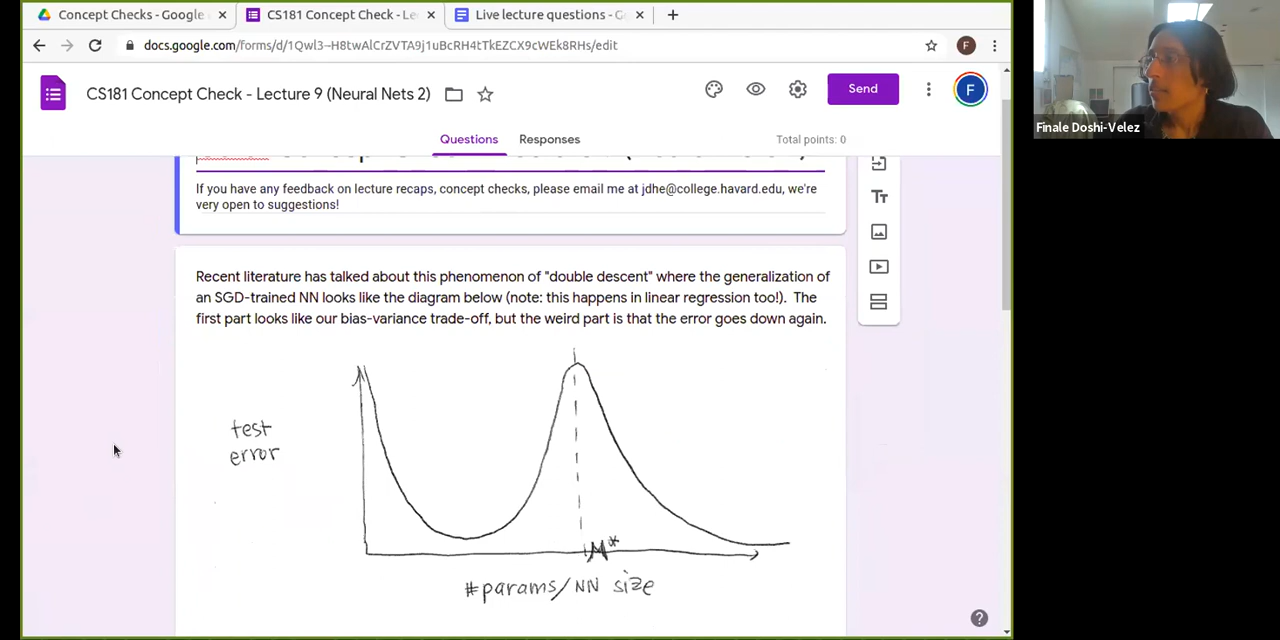 Concept Checks - Google
CS181 Concept Check - Le
Live lecture questions - G
docs.google.com/forms/d/1Qwl3-H8twAlCrZVTA9j1uBcRH4tTkEZCX9cWEk8RHs/edit
F
CS181 Concept Check - Lecture 9 (Neural Nets 2)
Send
F
Finale Doshi-Velez
Questions
Responses
Total points: 0
If you have any feedback on lecture recaps, concept checks, please email me at jdhe@college.havard.edu, we're
very open to suggestions!
Tт
Recent literature has talked about this phenomenon of "double descent" where the generalization of
an SGD-trained NN looks like the diagram below (note: this happens in linear regression too!). The
first part looks like our bias-variance trade-off, but the weird part is that the error goes down again.
test
error
M*
#params/NN size